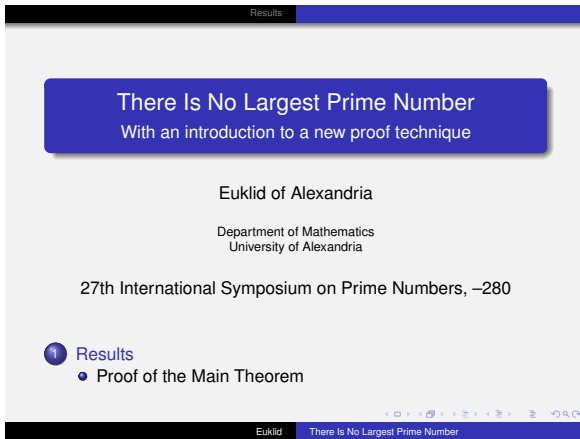 Results
There Is No Largest Prime Number
With an introduction to a new proof technique
Euklid of Alexandria
Department of Mathematics
University of Alexandria
27th International Symposium on Prime Numbers, –280
1 Results
Proof of the Main Theorem
Euklid There Is No Largest Prime Number